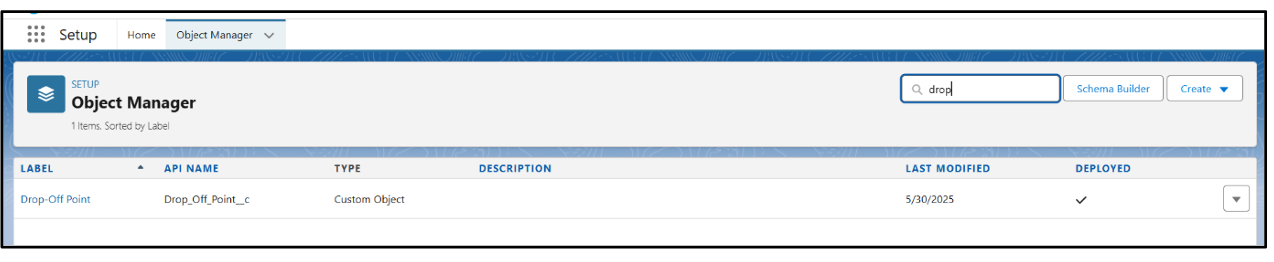 Setup Home Object Manager
SETUP
Object Manager
1 Items. Sorted by Label
drop
Schema Builder
Create
LABEL API NAME TYPE DESCRIPTION LAST MODIFIED DEPLOYED
Drop-Off Point Drop_Off_Point__c Custom Object 5/30/2025